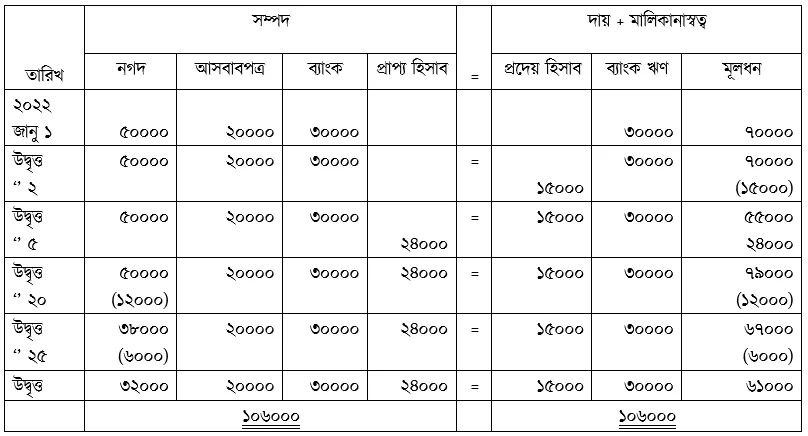 সম্পদ দায় + মালিকানাস্বত্ব
তারিখ নগদ আসবাবপত্র ব্যাংক প্রাপ্য হিসাব = প্রদেয় হিসাব ব্যাংক ঋণ মূলধন
২০২২
জানু ১ ৫০০০০ ২০০০০ ৩০০০০ ৩০০০০ ৭০০০০
উদ্বৃত্ত ৫০০০০ ২০০০০ ৩০০০০ = ৩০০০০ ৭০০০০
“ ২ ১৫০০০ (১৫০০০)
উদ্বৃত্ত ৫০০০০ ২০০০০ ৩০০০০ = ১৫০০০ ৩০০০০ ৫৫০০০
“ ৫ ২৪০০০ ২৪০০০
উদ্বৃত্ত ৫০০০০ ২০০০০ ৩০০০০ ২৪০০০ = ১৫০০০ ৩০০০০ ৭৯০০০
“ ২০ (১২০০০) (১২০০০)
উদ্বৃত্ত ৩৮০০০ ২০০০০ ৩০০০০ ২৪০০০ = ১৫০০০ ৩০০০০ ৬৭০০০
“ ২৫ (৬০০০) (৬০০০)
উদ্বৃত্ত ৩২০০০ ২০০০০ ৩০০০০ ২৪০০০ = ১৫০০০ ৩০০০০ ৬১০০০
১০৬০০০ ১০৬০০০